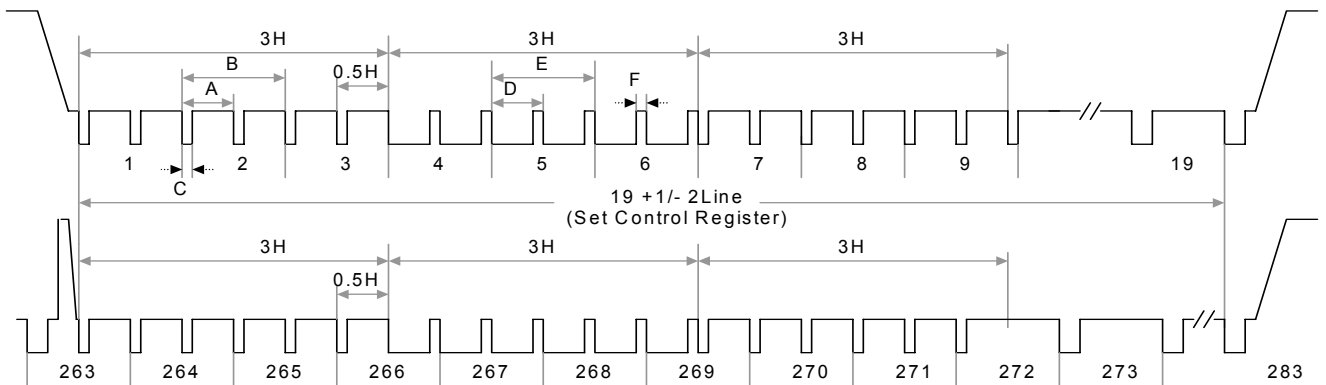 3H 3H 3H
B E
0.5H F
A D
1 2 3 4 5 6 7 8 9 19
C
19 +1/- 2Line
(Set Control Register)
3H 3H 3H
0.5H
263 264 265 266 267 268 269 270 271 272 273 283